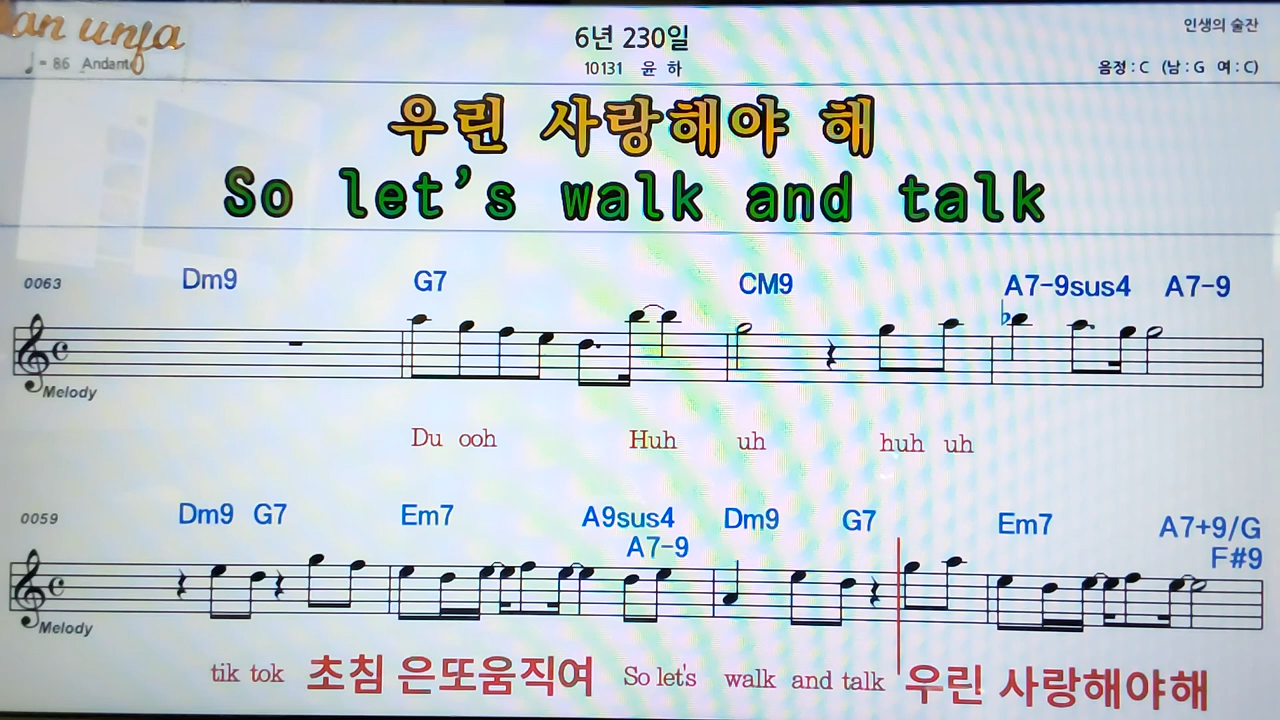 an unfa
♩= 86 Andante
6년 230일
10131 윤 하
인생의 술잔
음정 : C (남 : G 여 : C)
우린 사랑해야 해
So let's walk and talk
0063 Dm9 G7 CM9 A7-9sus4 A7-9
Melody
Du ooh Huh uh huh uh
0059 Dm9 G7 Em7 A9sus4 Dm9 G7 Em7 A7+9/G
A7-9 F#9
Melody
tik tok 초침 은또움직여 So let's walk and talk 우린 사랑해야해